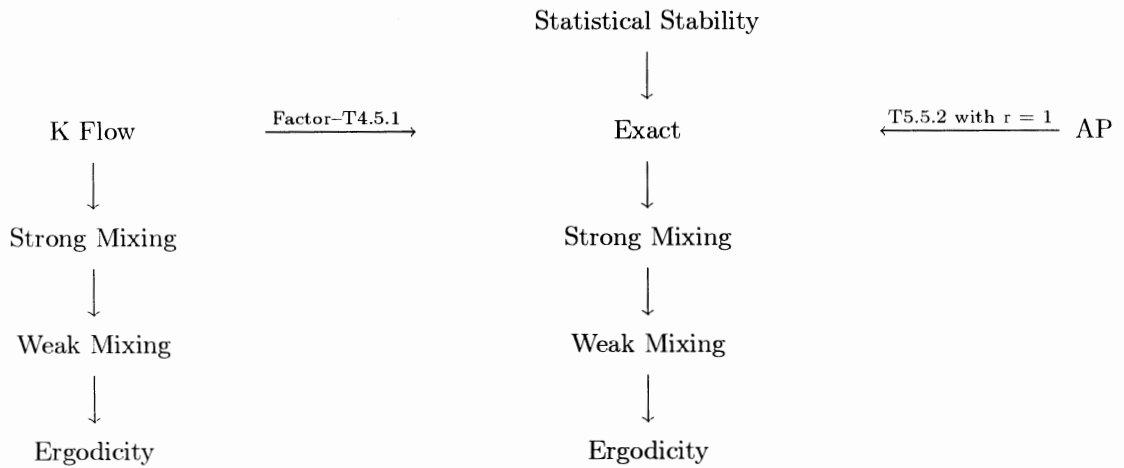 Statistical Stability
Factor–T4.5.1
T5.5.2 with r = 1
K Flow
Exact
AP
Strong Mixing
Strong Mixing
Weak Mixing
Weak Mixing
Ergodicity
Ergodicity